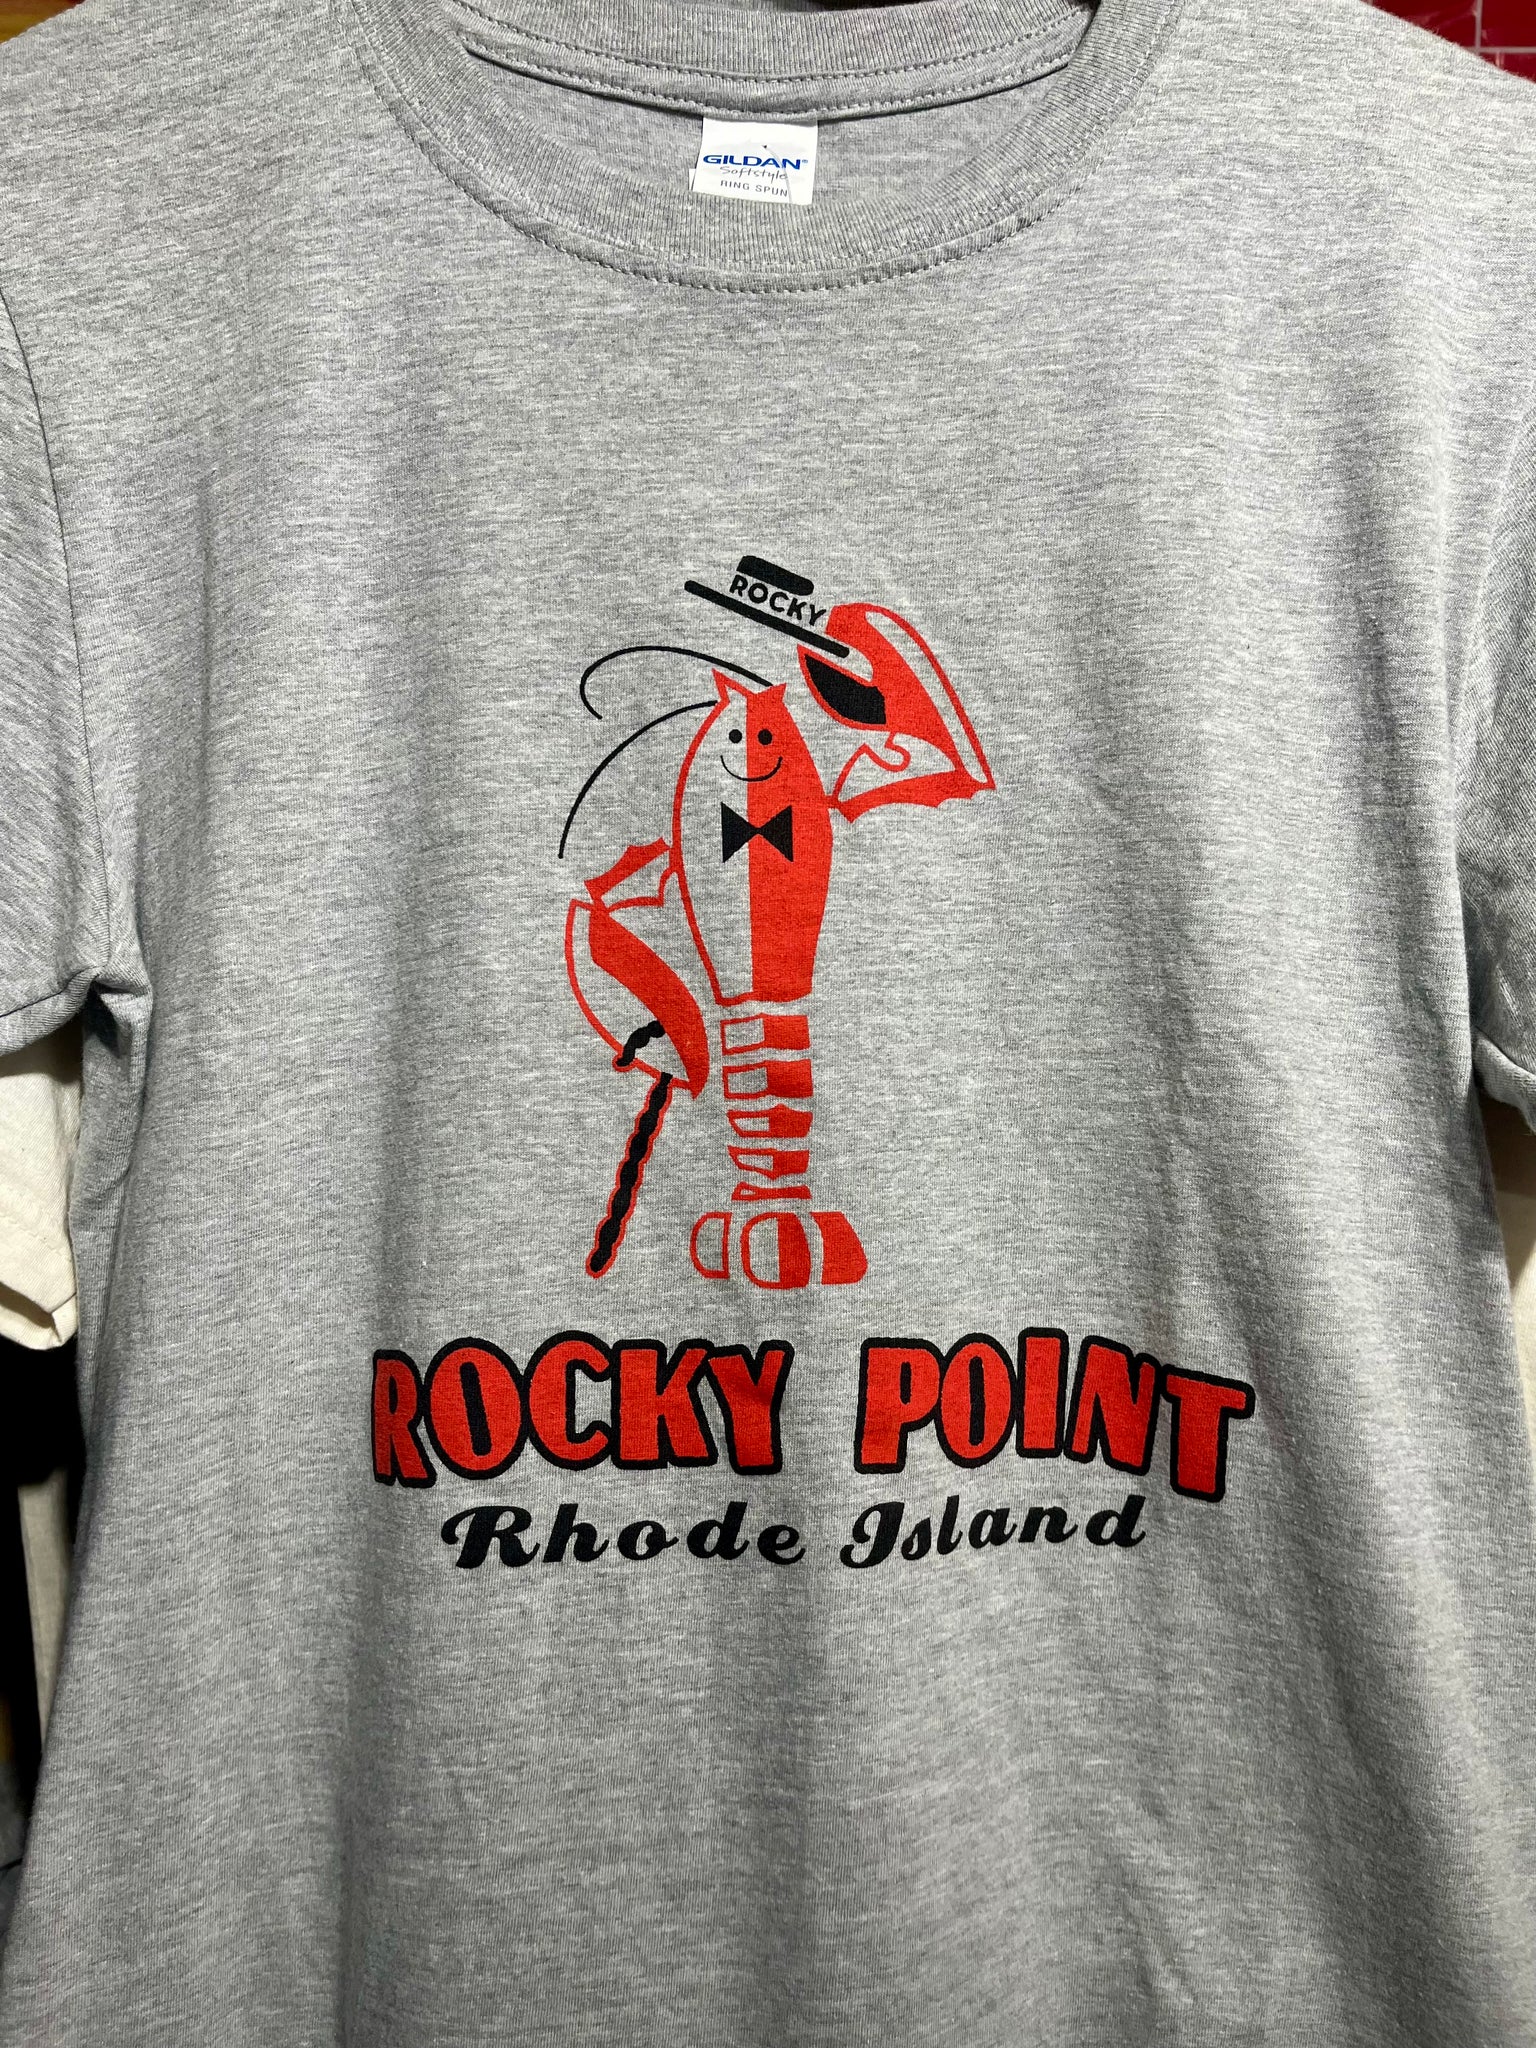 GILDAN®
Softstyle
RING SPUN
ROCKY
ROCKY POINT
Rhode Island